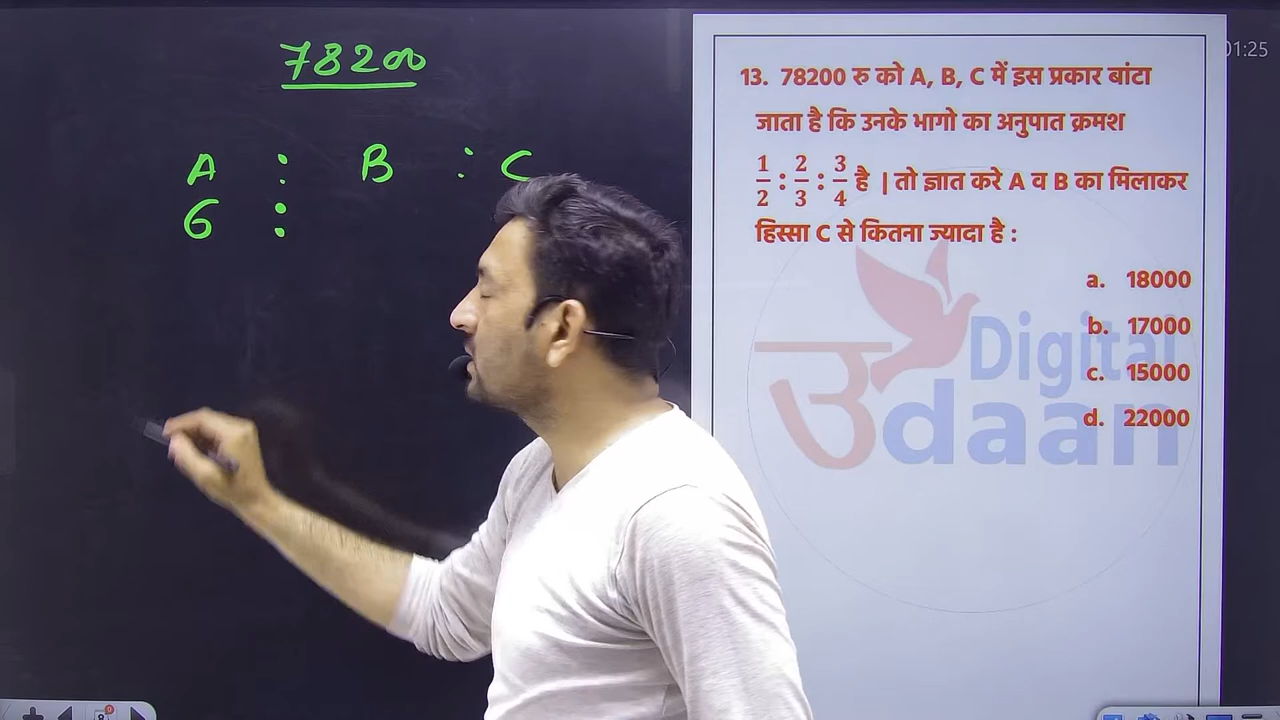 78200
A : B : C
6 :
01:25
13. 78200 रु को A, B, C में इस प्रकार बांटा
जाता है कि उनके भागो का अनुपात क्रमश
1/2 : 2/3 : 3/4 है | तो ज्ञात करे A व B का मिलाकर
हिस्सा C से कितना ज्यादा है :
a. 18000
b. 17000
c. 15000
d. 22000
उ Digital
daan